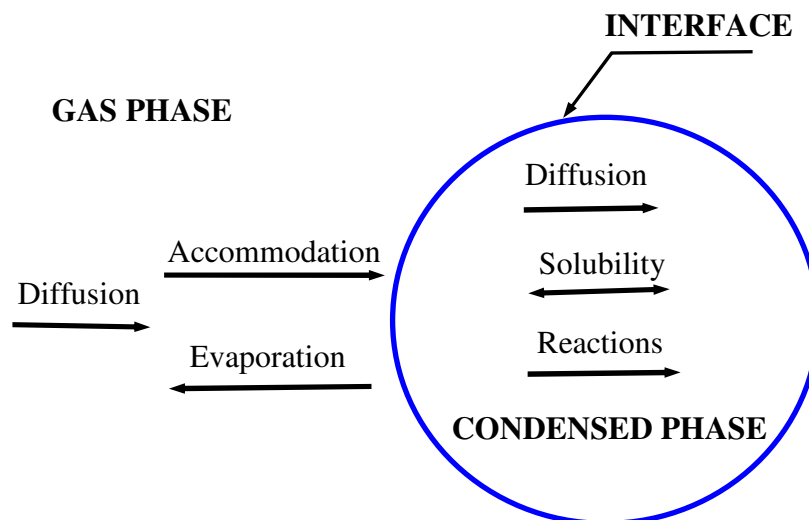 INTERFACE
GAS PHASE
Diffusion
Accommodation
Solubility
Diffusion
Reactions
Evaporation
CONDENSED PHASE